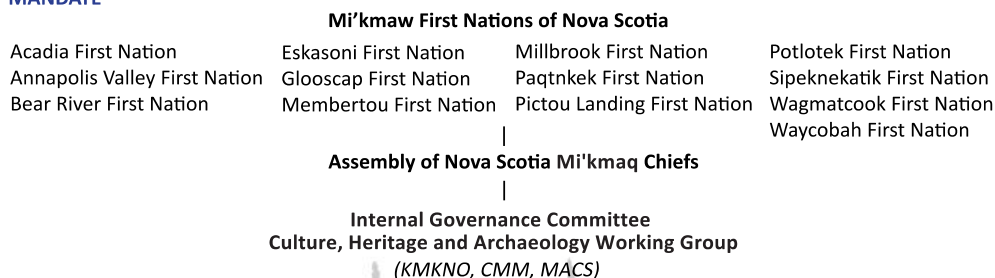 MANDATE
Mi’kmaw First Nations of Nova Scotia
Acadia First Nation
Annapolis Valley First Nation
Bear River First Nation
Eskasoni First Nation
Glooscap First Nation
Membertou First Nation
Millbrook First Nation
Paqtnkek First Nation
Pictou Landing First Nation
Potlotek First Nation
Sipeknekatik First Nation
Wagmatcook First Nation
Waycobah First Nation
Assembly of Nova Scotia Mi'kmaq Chiefs
Internal Governance Committee
Culture, Heritage and Archaeology Working Group
(KMKNO, CMM, MACS)